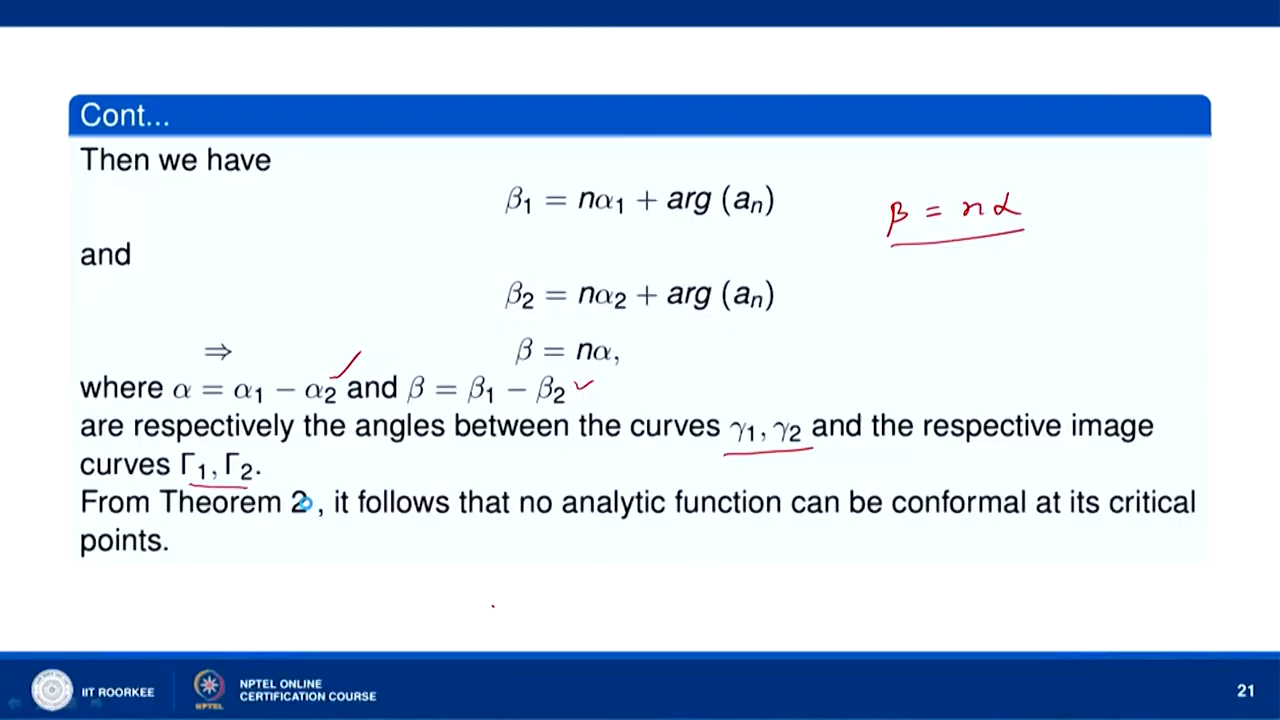 Cont...
Then we have
β₁ = nα₁ + arg (aₙ)
β = nα
and
β₂ = nα₂ + arg (aₙ)
⇒ β = nα,
where α = α₁ − α₂ and β = β₁ − β₂
are respectively the angles between the curves γ₁, γ₂ and the respective image
curves Γ₁, Γ₂.
From Theorem 2, it follows that no analytic function can be conformal at its critical
points.
IIT ROORKEE
NPTEL
NPTEL ONLINE
CERTIFICATION COURSE
21